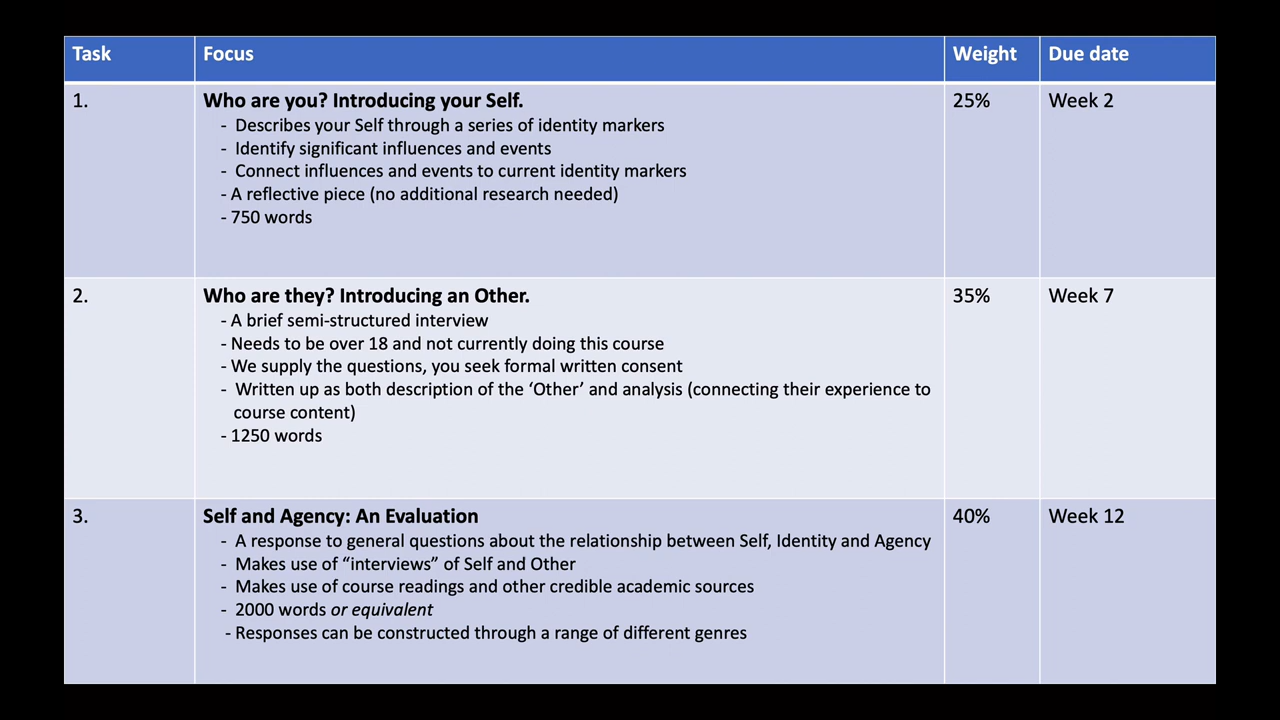 Task Focus Weight Due date
1. Who are you? Introducing your Self. 25% Week 2
- Describes your Self through a series of identity markers
- Identify significant influences and events
- Connect influences and events to current identity markers
- A reflective piece (no additional research needed)
- 750 words
2. Who are they? Introducing an Other. 35% Week 7
- A brief semi-structured interview
- Needs to be over 18 and not currently doing this course
- We supply the questions, you seek formal written consent
- Written up as both description of the ‘Other’ and analysis (connecting their experience to
course content)
- 1250 words
3. Self and Agency: An Evaluation 40% Week 12
- A response to general questions about the relationship between Self, Identity and Agency
- Makes use of “interviews” of Self and Other
- Makes use of course readings and other credible academic sources
- 2000 words or equivalent
- Responses can be constructed through a range of different genres